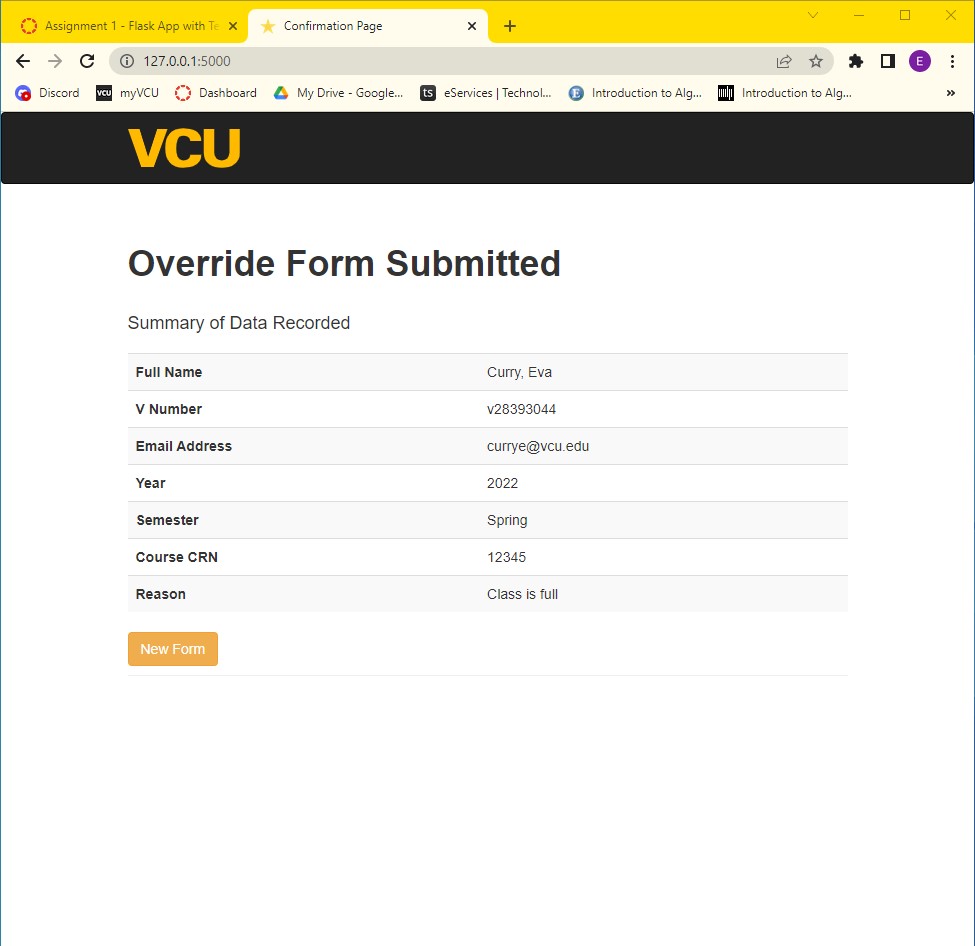 Assignment 1 - Flask App with Te
Confirmation Page
127.0.0.1:5000
E
Discord
vcu myVCU
Dashboard
My Drive - Google...
ts eServices | Technol...
E Introduction to Alg...
Introduction to Alg...
»
VCU
Override Form Submitted
Summary of Data Recorded
Full Name Curry, Eva
V Number v28393044
Email Address currye@vcu.edu
Year 2022
Semester Spring
Course CRN 12345
Reason Class is full
New Form